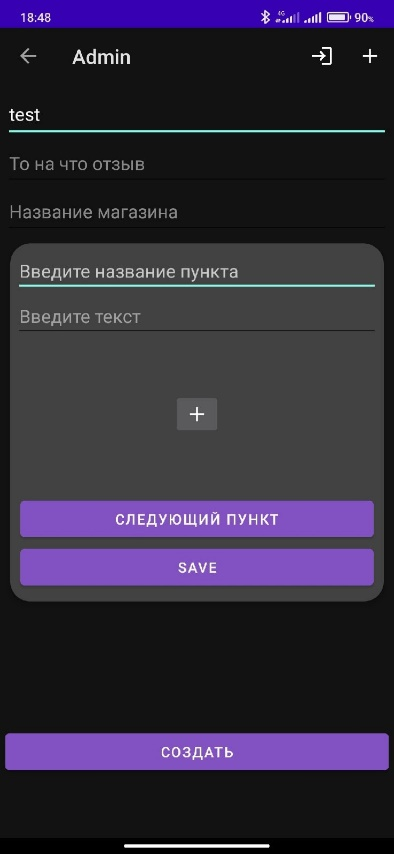 18:48
4G
90%
Admin
test
То на что отзыв
Название магазина
Введите название пункта
Введите текст
+
СЛЕДУЮЩИЙ ПУНКТ
SAVE
СОЗДАТЬ